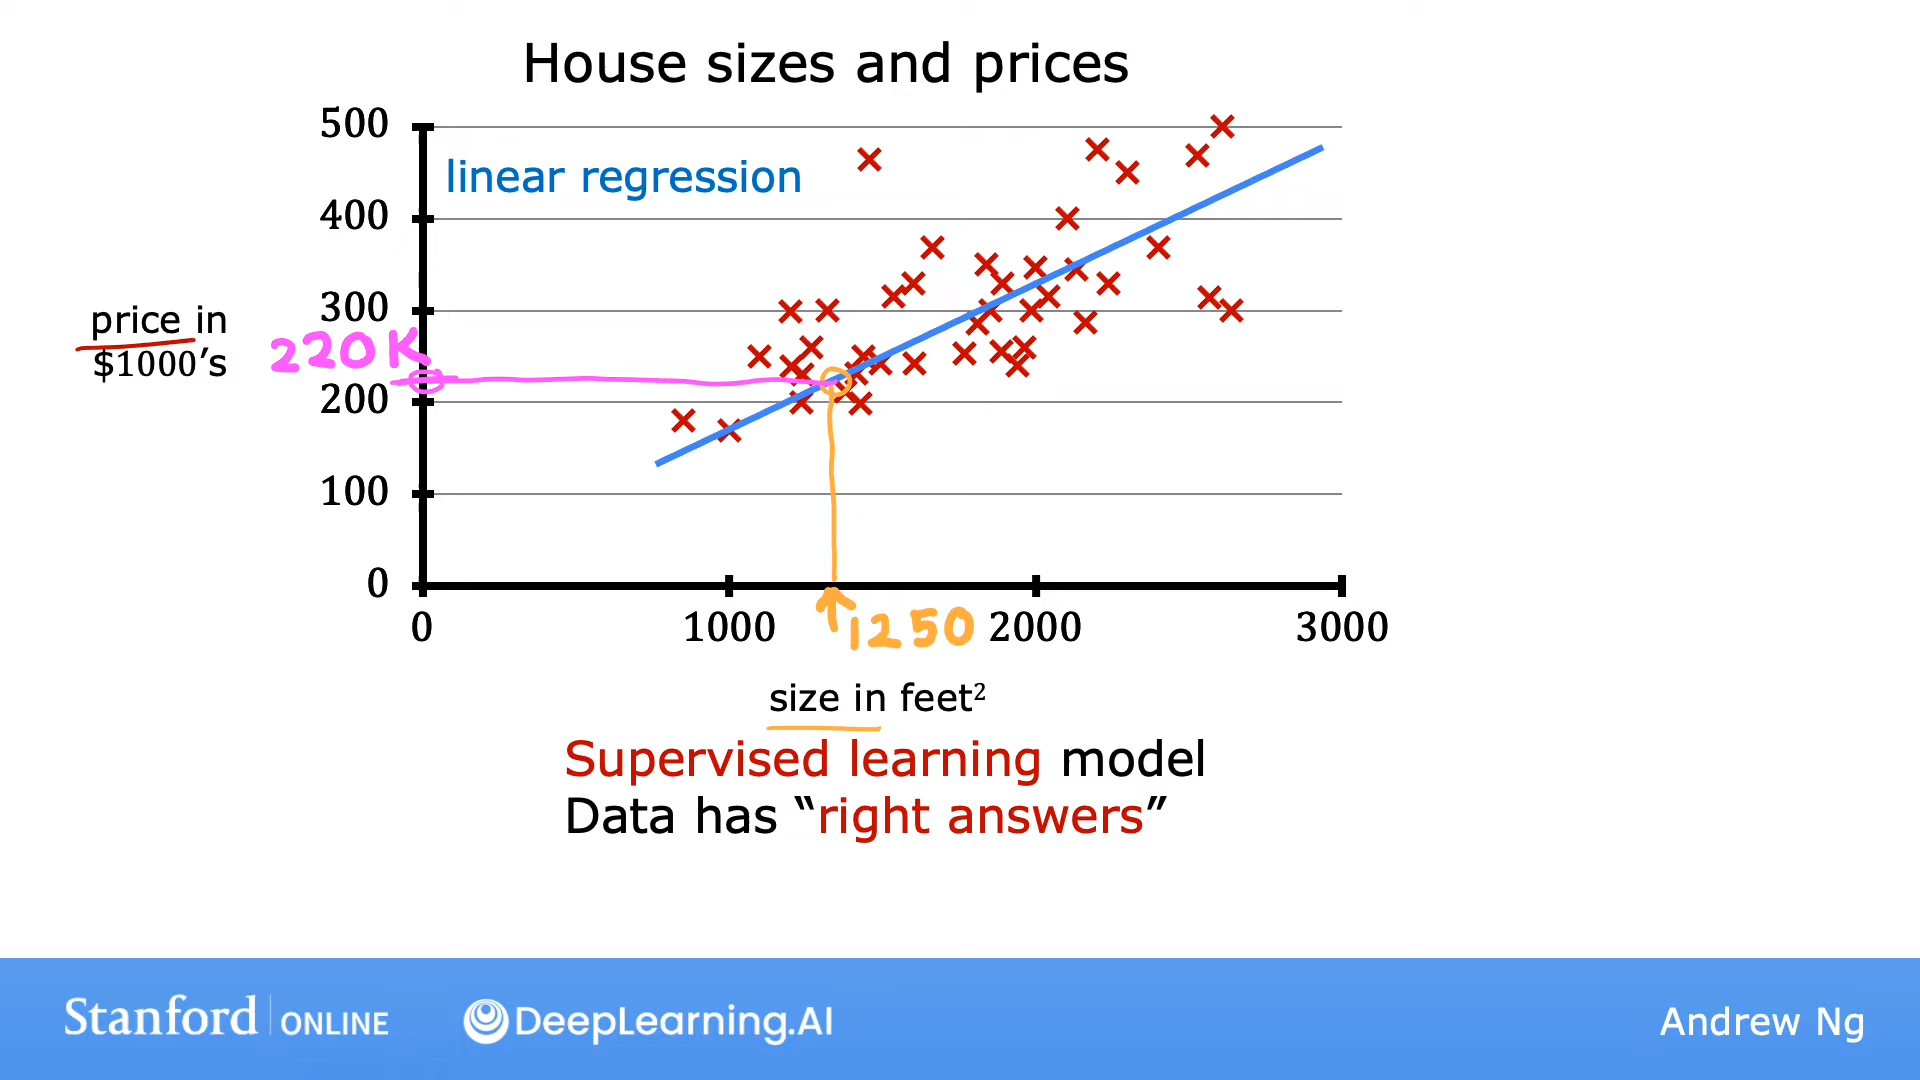 House sizes and prices
500
linear regression
400
price in
$1000's
300
220K
200
100
0
0 1000 1250 2000 3000
size in feet²
Supervised learning model
Data has “right answers”
Stanford ONLINE DeepLearning.AI Andrew Ng